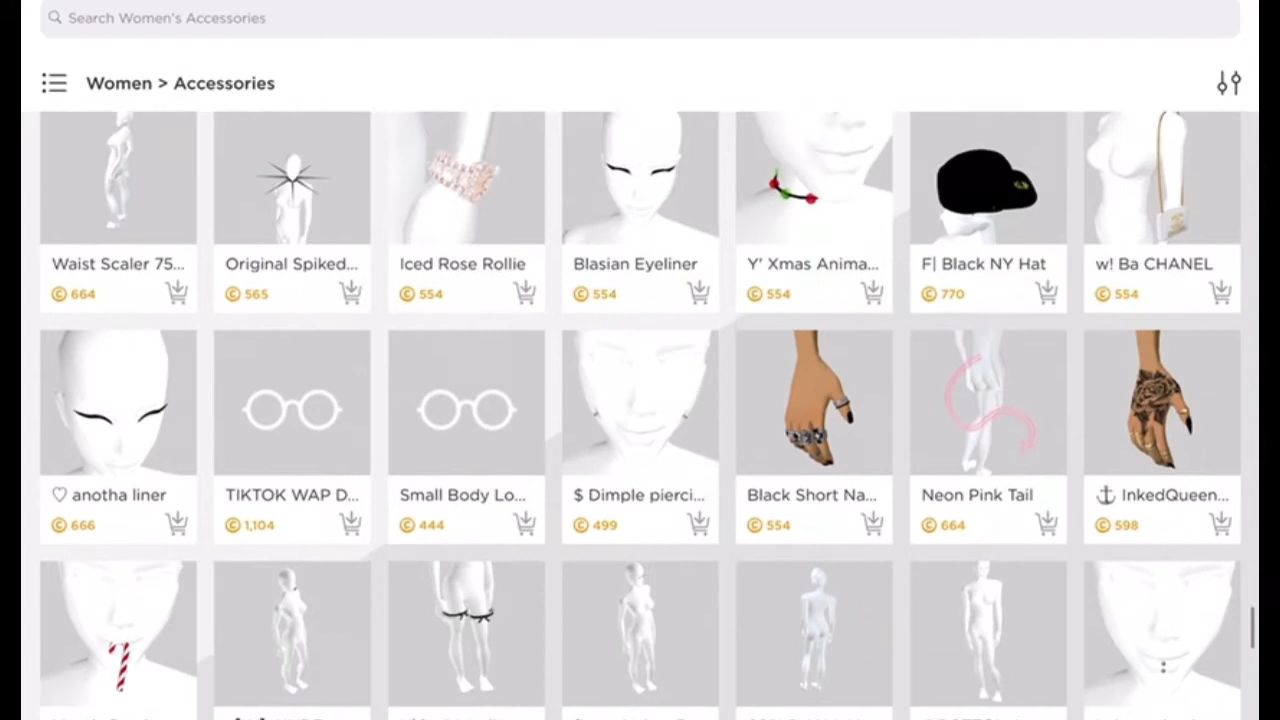 Search Women's Accessories
Women > Accessories
Waist Scaler 75...
Original Spiked...
Iced Rose Rollie
Blasian Eyeliner
Y' Xmas Anima...
F| Black NY Hat
w! Ba CHANEL
664
565
554
554
554
770
554
♡ anotha liner
TIKTOK WAP D...
Small Body Lo...
$ Dimple pierci...
Black Short Na...
Neon Pink Tail
⚓ InkedQueen...
666
1,104
444
499
554
664
598